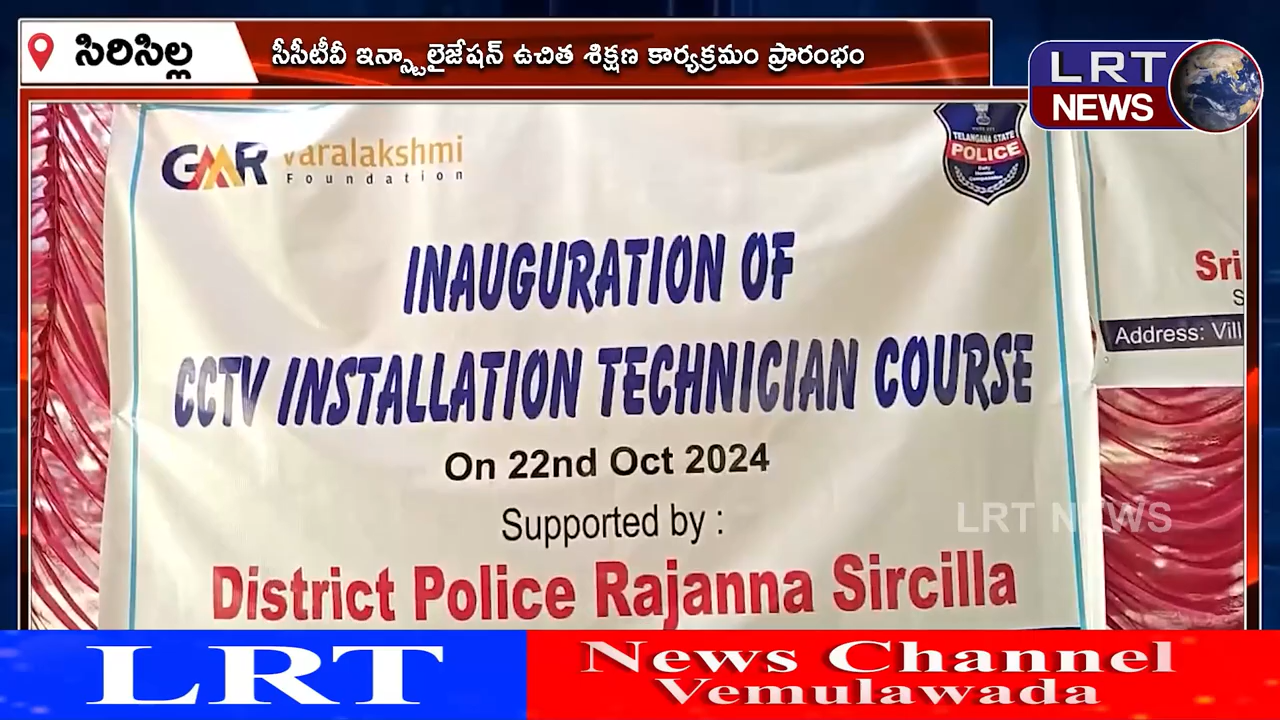 సిరిసిల్ల
సీసీటీవీ ఇన్స్టాలైజేషన్ ఉచిత శిక్షణ కార్యక్రమం ప్రారంభం
LRT
NEWS
GMR varalakshmi
Foundation
TELANGANA STATE
POLICE
INAUGURATION OF
CCTV INSTALLATION TECHNICIAN COURSE
On 22nd Oct 2024
Supported by :
District Police Rajanna Sircilla
Sri
S
Address: Vill
LRT NEWS
LRT
News Channel
Vemulawada